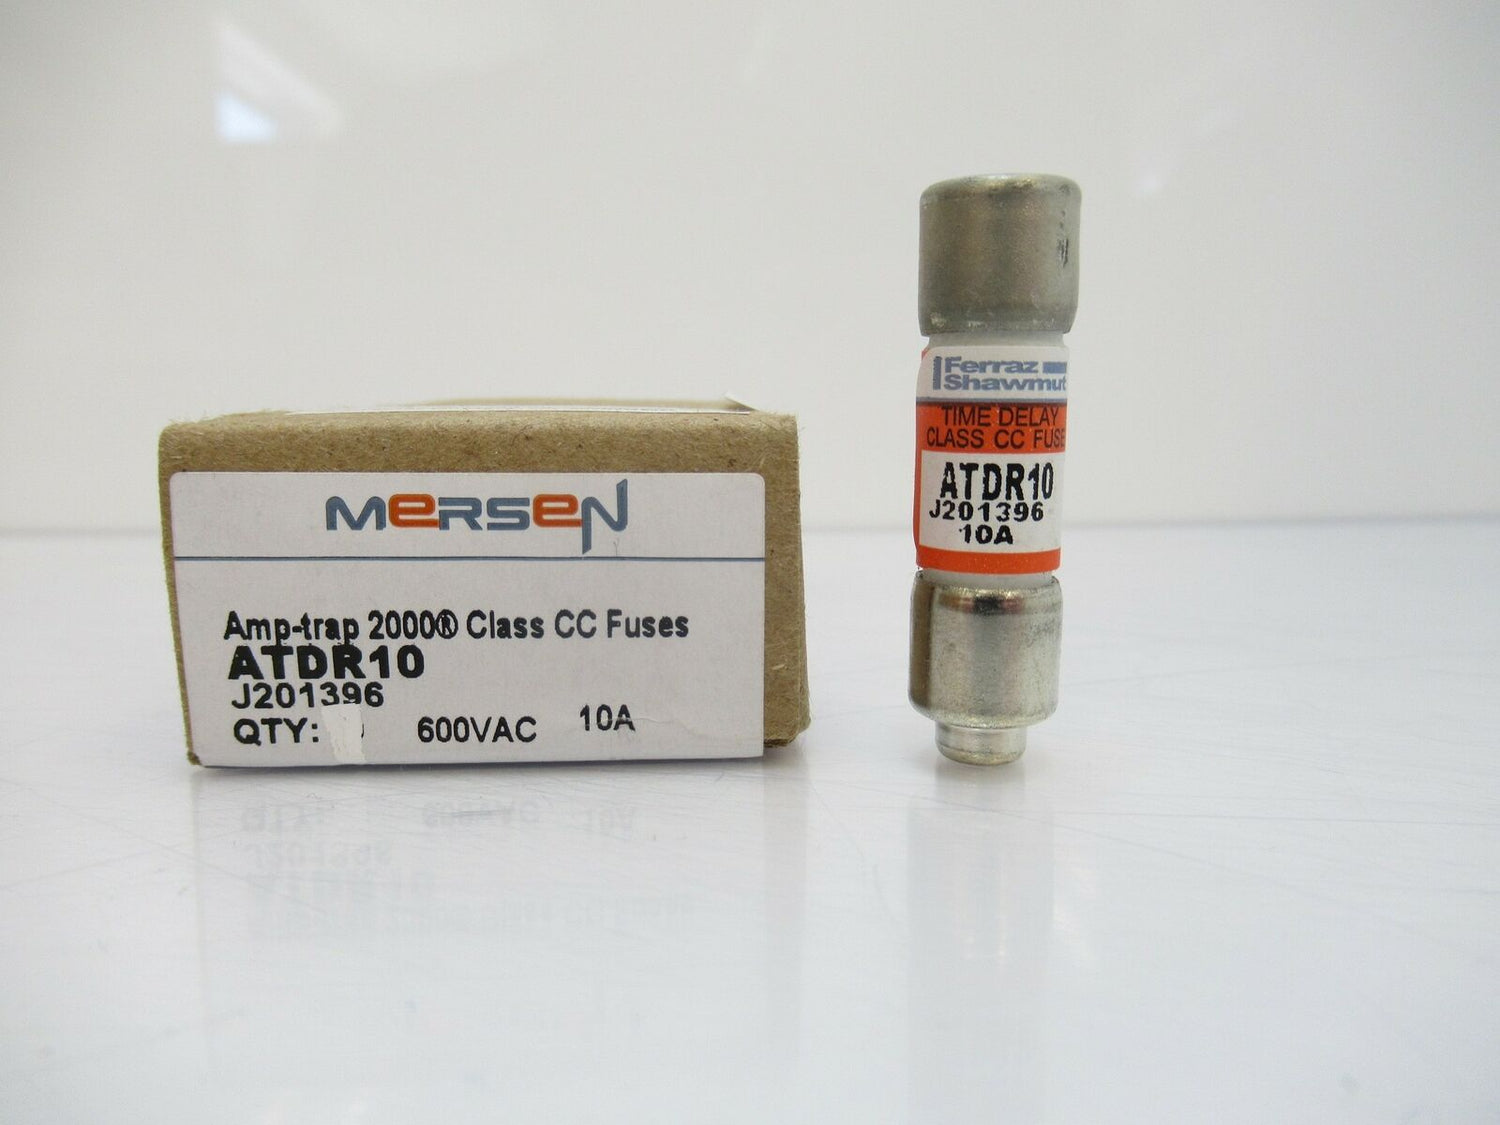 MERSEN
Amp-trap 2000® Class CC Fuses
ATDR10
J201396
QTY: 600VAC 10A
Ferraz
Shawmut
TIME DELAY
CLASS CC FUSE
ATDR10
J201396
10A